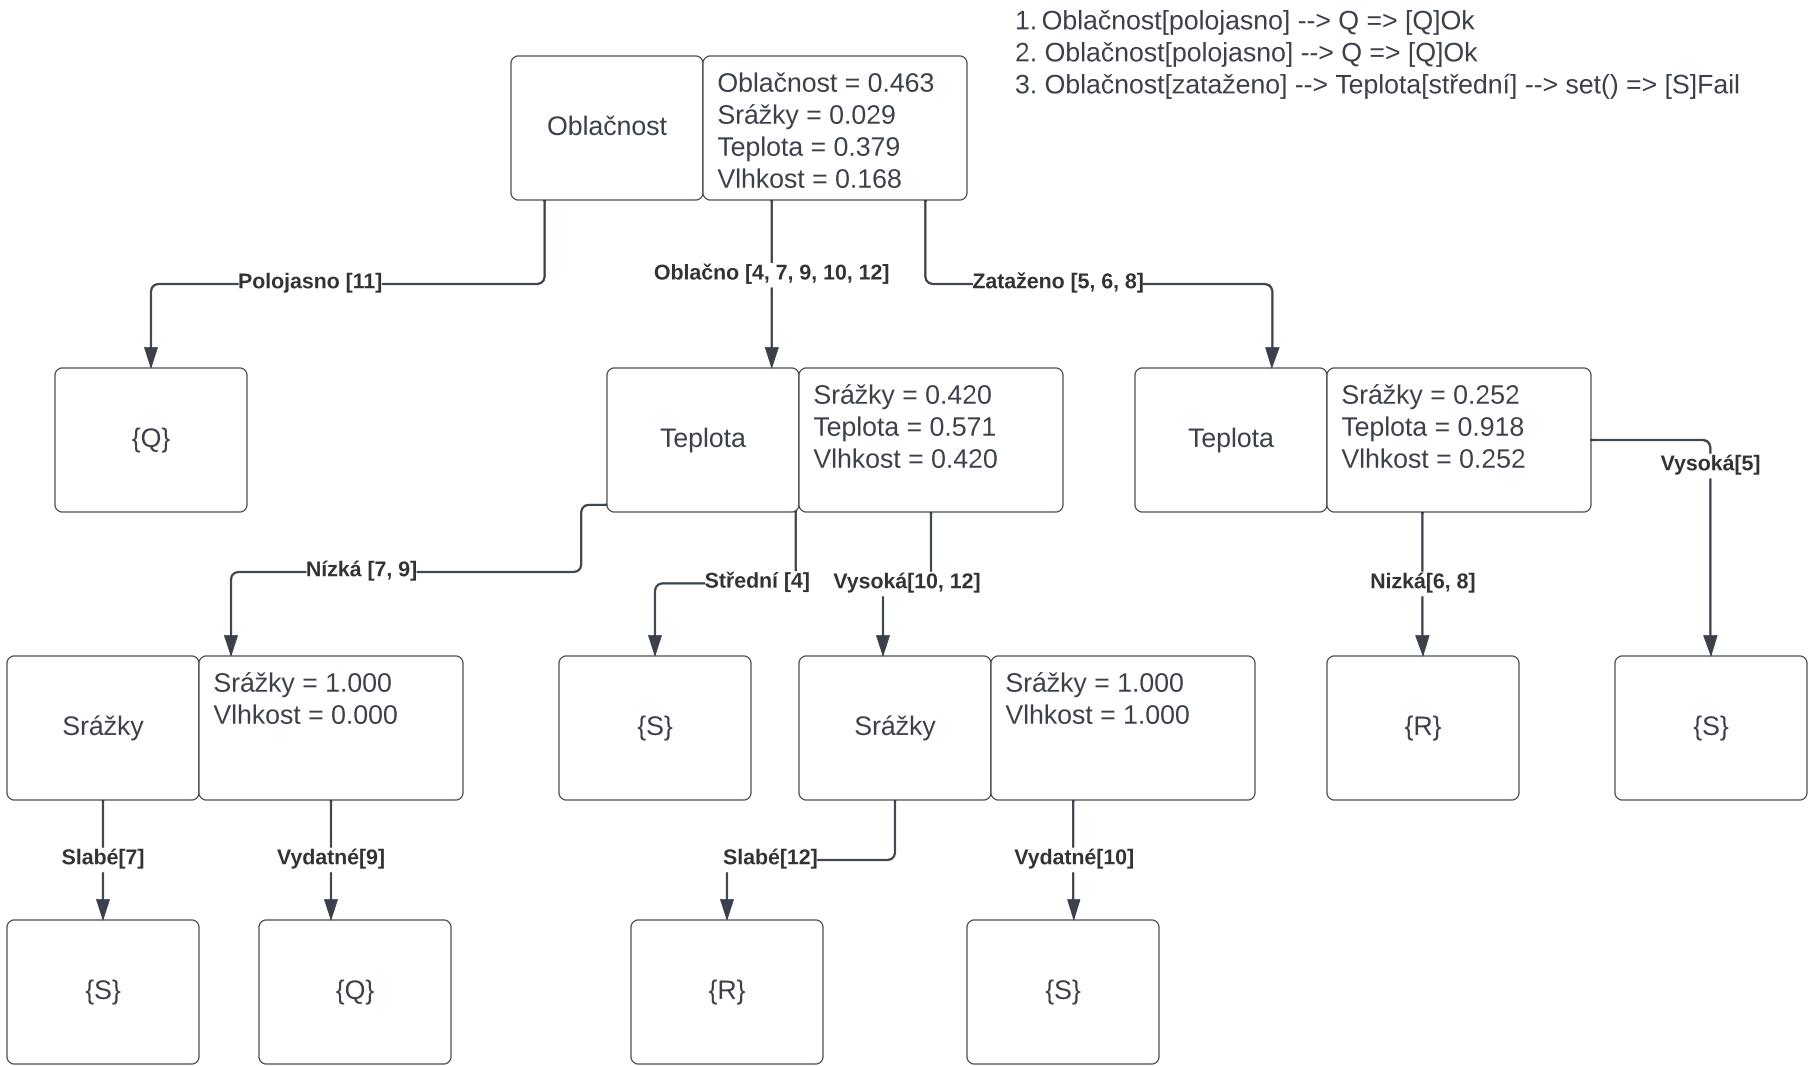 1. Oblačnost[polojasno] --> Q => [Q]Ok
2. Oblačnost[polojasno] --> Q => [Q]Ok
3. Oblačnost[zataženo] --> Teplota[střední] --> set() => [S]Fail
Oblačnost
Oblačnost = 0.463
Srážky = 0.029
Teplota = 0.379
Vlhkost = 0.168
Polojasno [11]
Oblačno [4, 7, 9, 10, 12]
Zataženo [5, 6, 8]
{Q}
Teplota
Srážky = 0.420
Teplota = 0.571
Vlhkost = 0.420
Teplota
Srážky = 0.252
Teplota = 0.918
Vlhkost = 0.252
Vysoká[5]
Nízká [7, 9]
Střední [4]
Vysoká[10, 12]
Nizká[6, 8]
Srážky
Srážky = 1.000
Vlhkost = 0.000
{S}
Srážky
Srážky = 1.000
Vlhkost = 1.000
{R}
{S}
Slabé[7]
Vydatné[9]
Slabé[12]
Vydatné[10]
{S}
{Q}
{R}
{S}